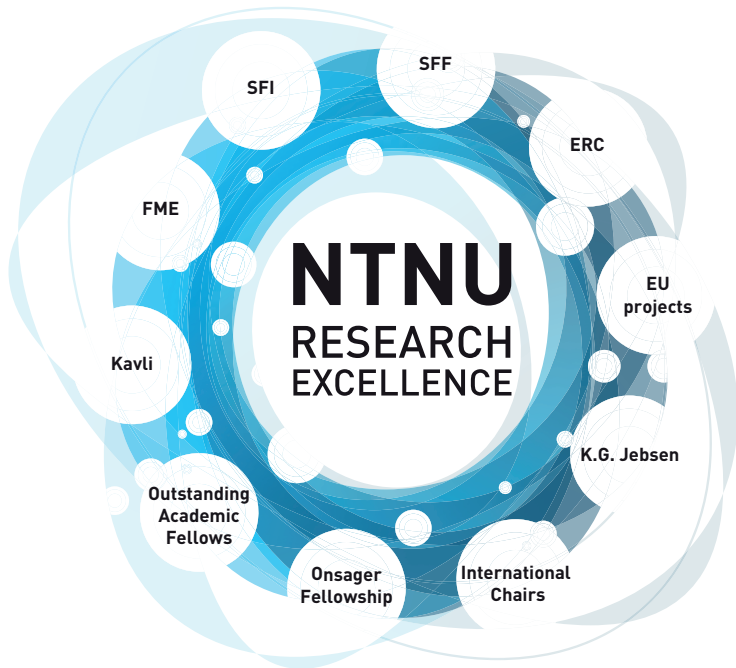 SFI
SFF
ERC
FME
NTNU
RESEARCH
EXCELLENCE
EU
projects
Kavli
K.G. Jebsen
Outstanding
Academic
Fellows
Onsager
Fellowship
International
Chairs